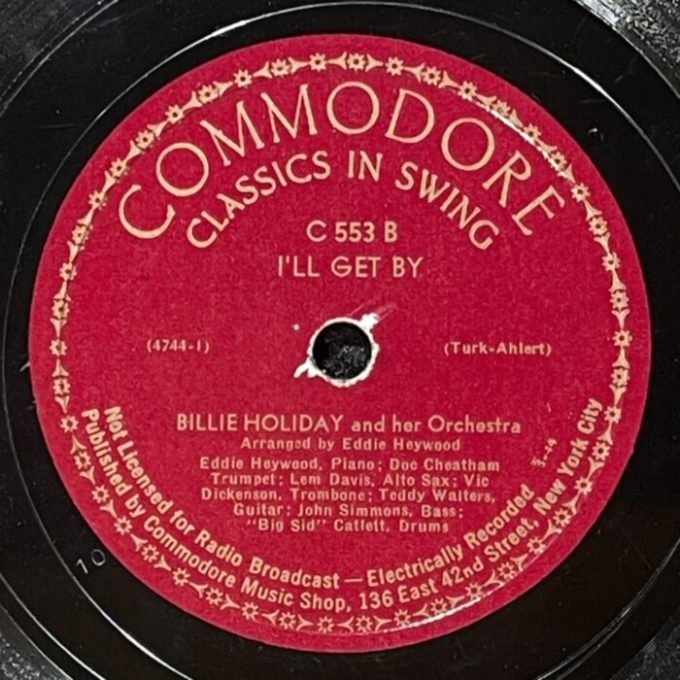 COMMODORE
CLASSICS IN SWING
C 553 B
I'LL GET BY
(4744-1)
(Turk-Ahlert)
BILLIE HOLIDAY and her Orchestra
Arranged by Eddie Heywood
Eddie Heywood, Piano; Doc Cheatham
Trumpet; Lem Davis, Alto Sax; Vic
Dickenson, Trombone; Teddy Walters,
Guitar; John Simmons, Bass;
"Big Sid" Catlett, Drums
3-44
Not Licensed for Radio Broadcast — Electrically Recorded
Published by Commodore Music Shop, 136 East 42nd Street, New York City
10